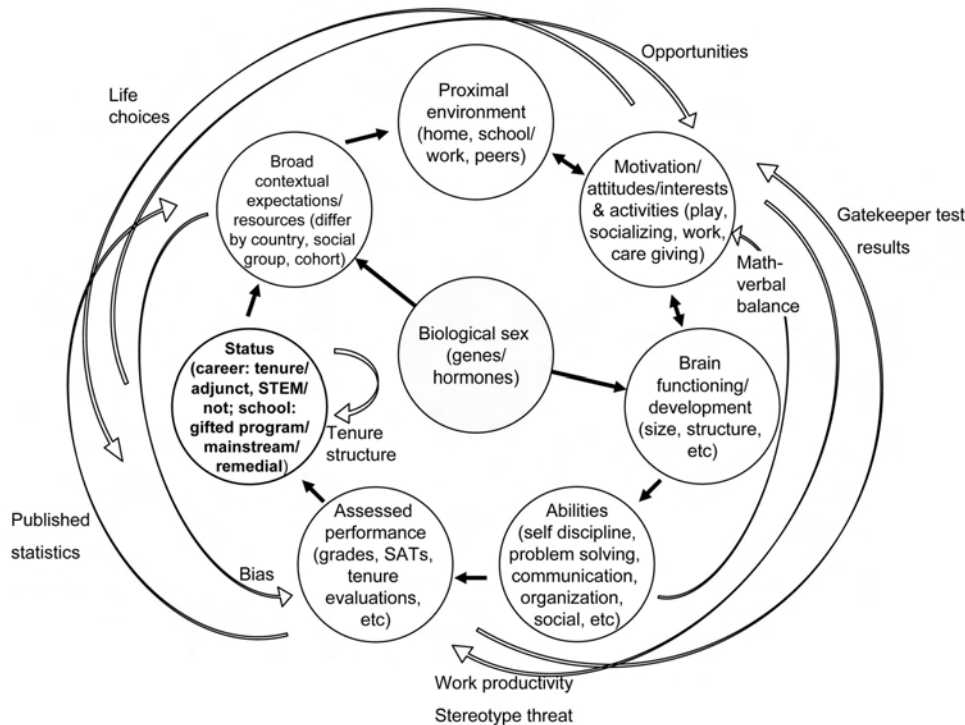 Opportunities
Life
choices
Proximal
environment
(home, school/
work, peers)
Broad
contextual
expectations/
resources (differ
by country, social
group, cohort)
Motivation/
attitudes/interests
& activities (play,
socializing, work,
care giving)
Gatekeeper test
results
Math-
verbal
balance
Biological sex
(genes/
hormones)
Status
(career: tenure/
adjunct, STEM/
not; school:
gifted program/
mainstream/
remedial)
Tenure
structure
Brain
functioning/
development
(size, structure,
etc)
Published
statistics
Bias
Assessed
performance
(grades, SATs,
tenure
evaluations,
etc)
Abilities
(self discipline,
problem solving,
communication,
organization,
social, etc)
Work productivity
Stereotype threat